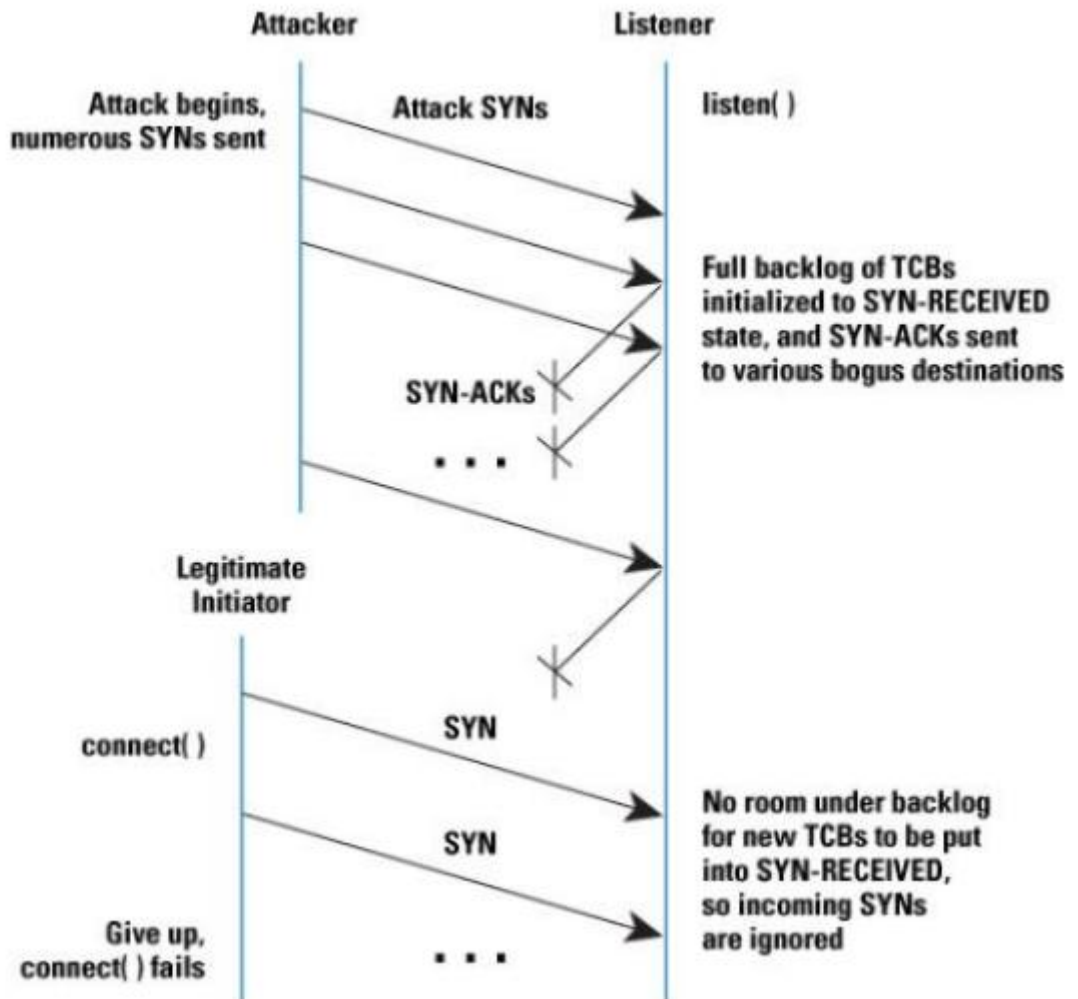 Attacker
Listener
Attack begins,
numerous SYNs sent
Attack SYNs
listen( )
Full backlog of TCBs
initialized to SYN-RECEIVED
state, and SYN-ACKs sent
to various bogus destinations
SYN-ACKs
. . .
Legitimate
Initiator
SYN
connect( )
SYN
No room under backlog
for new TCBs to be put
into SYN-RECEIVED,
so incoming SYNs
are ignored
Give up,
connect( ) fails
. . .